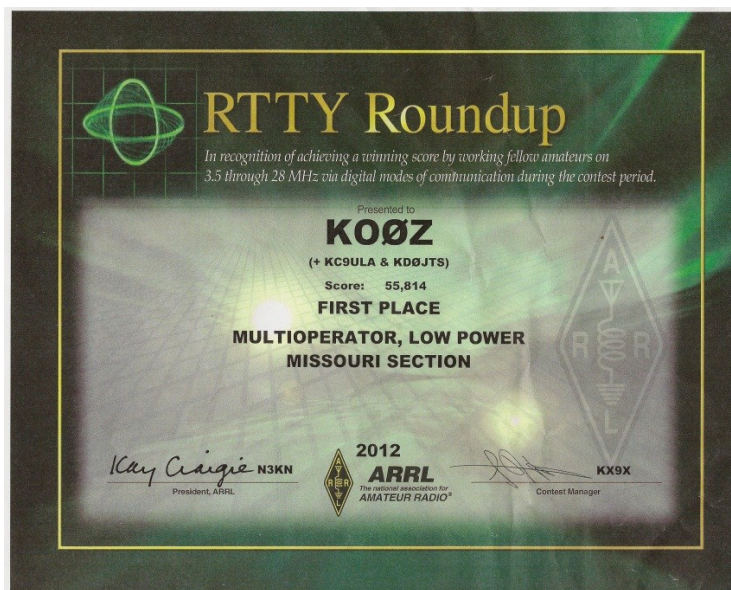 RTTY Roundup
In recognition of achieving a winning score by working fellow amateurs on
3.5 through 28 MHz via digital modes of communication during the contest period.
Presented to
KOØZ
(+ KC9ULA & KDØJTS)
Score: 55,814
FIRST PLACE
MULTIOPERATOR, LOW POWER
MISSOURI SECTION
A
R R
L
Kay Craigie N3KN
President, ARRL
2012
A
R R
L
ARRL
The national association for
AMATEUR RADIO®
KX9X
Contest Manager